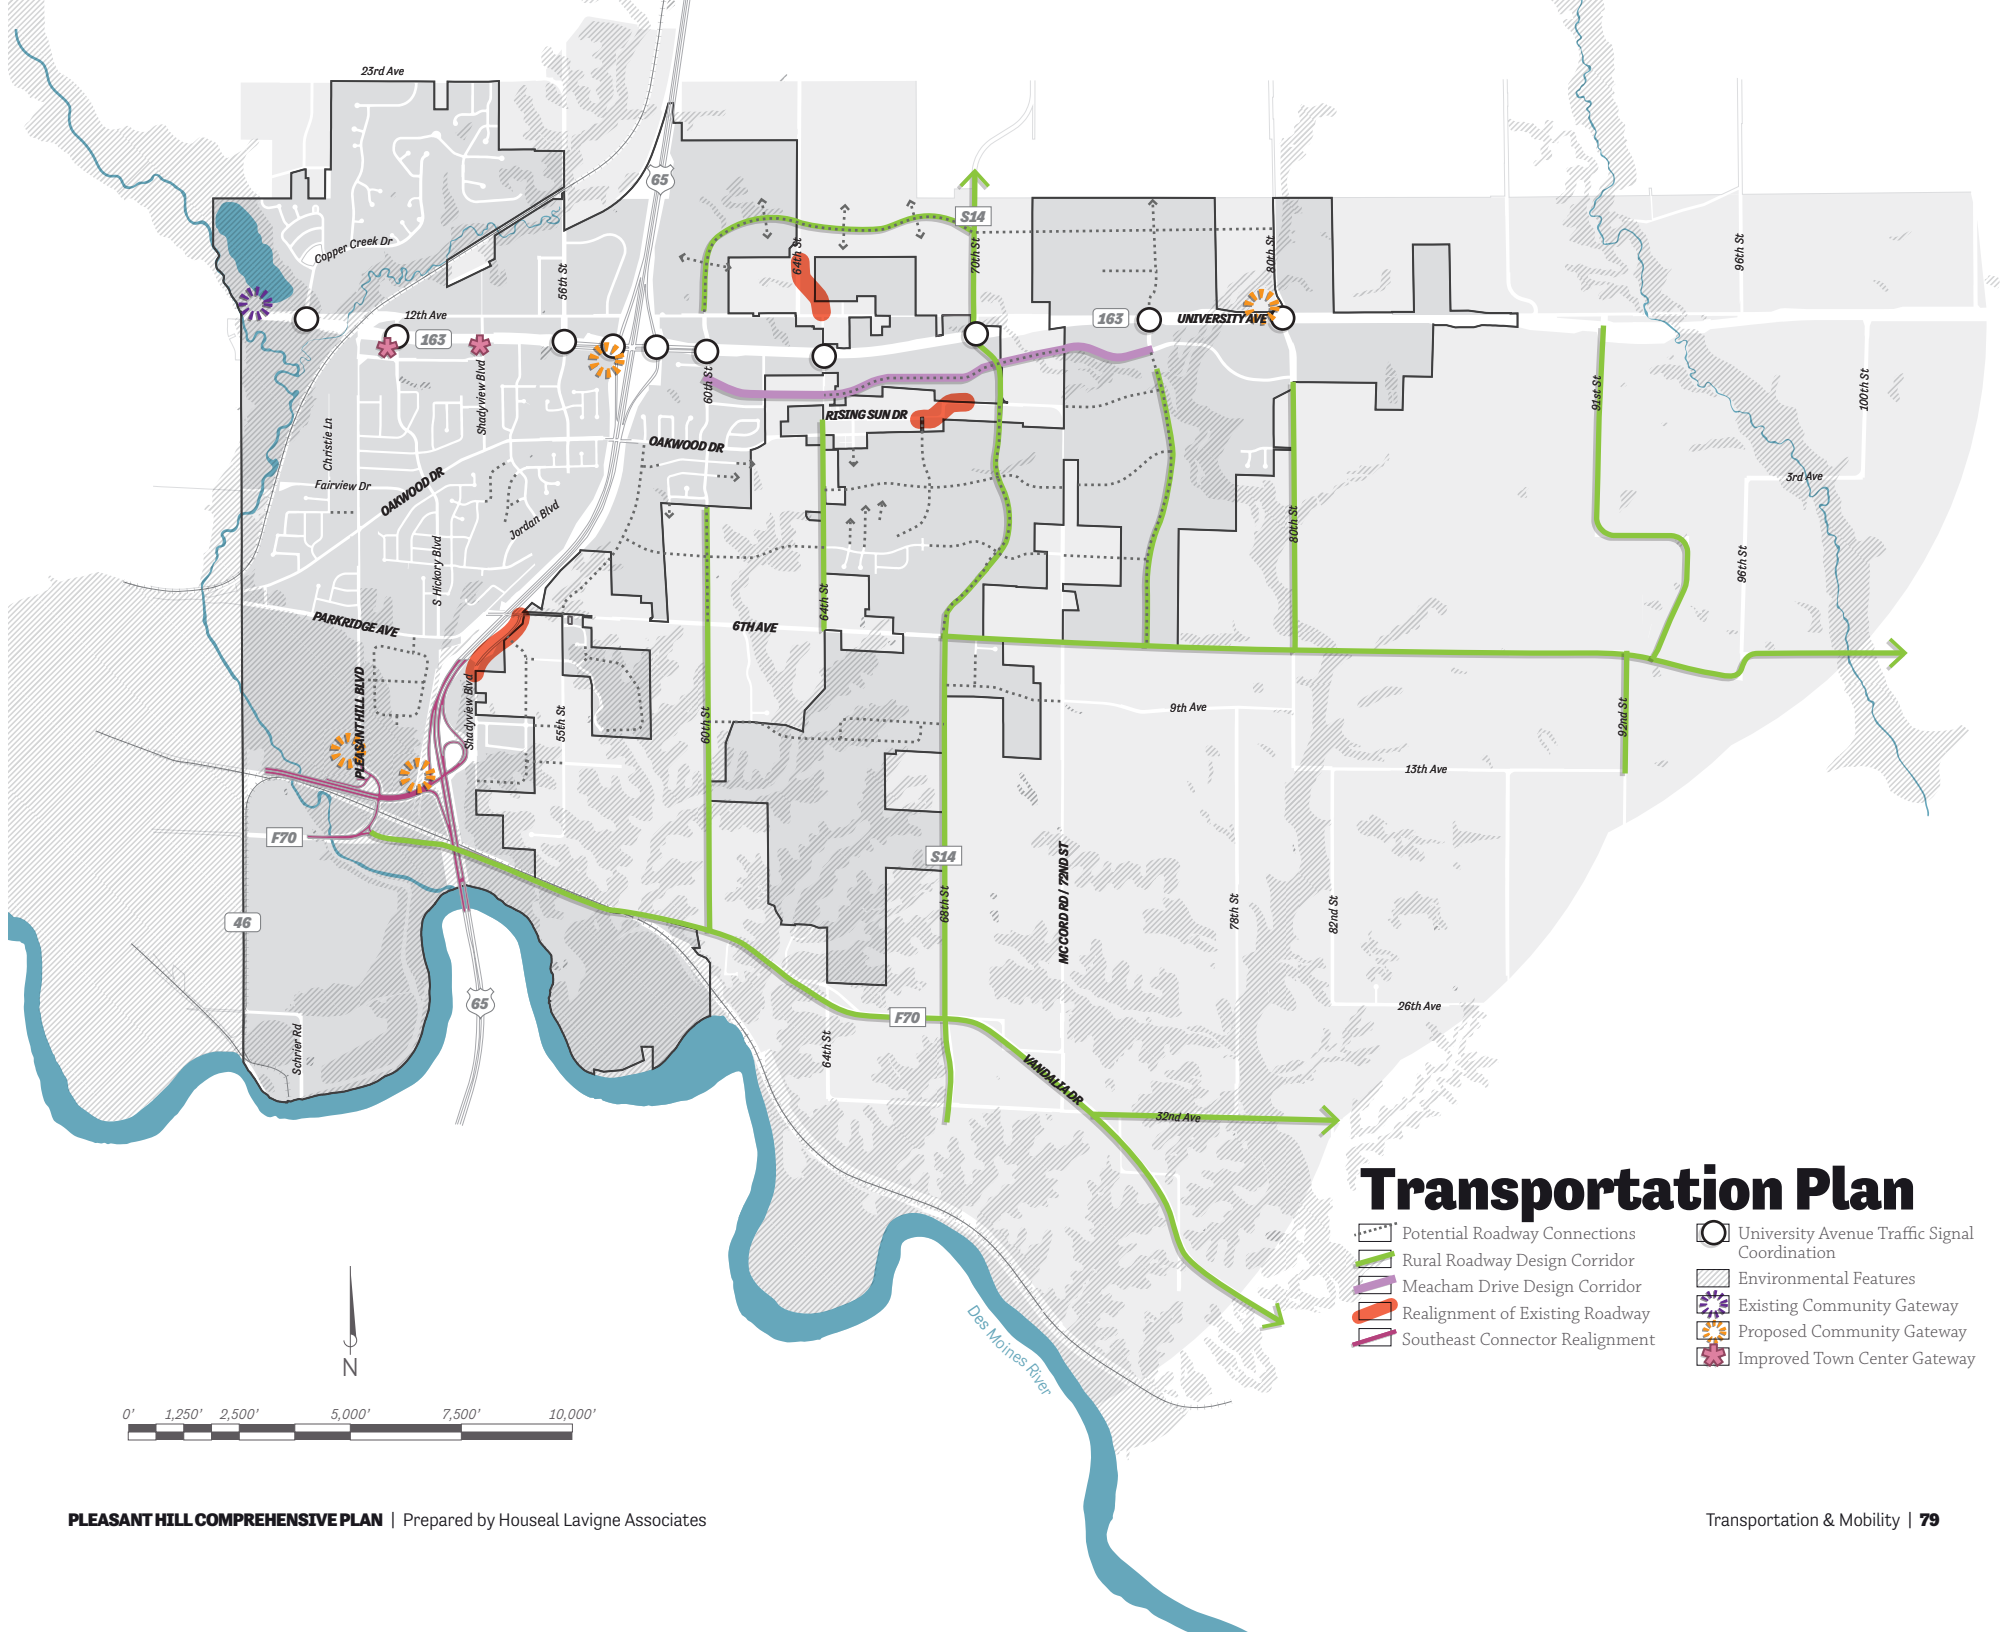 23rd Ave
65
Copper Creek Dr
56th St
64th St
S14
70th St
80th St
96th St
12th Ave
163
163
UNIVERSITY AVE
Shadyview Blvd
60th St
91st St
100th St
RISING SUN DR
OAKWOOD DR
Christie Ln
Fairview Dr
OAKWOOD DR
Jordan Blvd
3rd Ave
80th St
96th St
S Hickory Blvd
64th St
PARKRIDGE AVE
6TH AVE
PLEASANT HILL BLVD
Shadyview Blvd
55th St
60th St
9th Ave
92nd St
13th Ave
F70
S14
68th St
MCCORD RD / 72ND ST
78th St
82nd St
46
65
26th Ave
F70
Schrier Rd
64th St
VANDALIA DR
32nd Ave
Des Moines River
Transportation Plan
Potential Roadway Connections
Rural Roadway Design Corridor
Meacham Drive Design Corridor
Realignment of Existing Roadway
Southeast Connector Realignment
University Avenue Traffic Signal
Coordination
Environmental Features
Existing Community Gateway
Proposed Community Gateway
Improved Town Center Gateway
N
0' 1,250' 2,500' 5,000' 7,500' 10,000'
PLEASANT HILL COMPREHENSIVE PLAN | Prepared by Houseal Lavigne Associates
Transportation & Mobility | 79